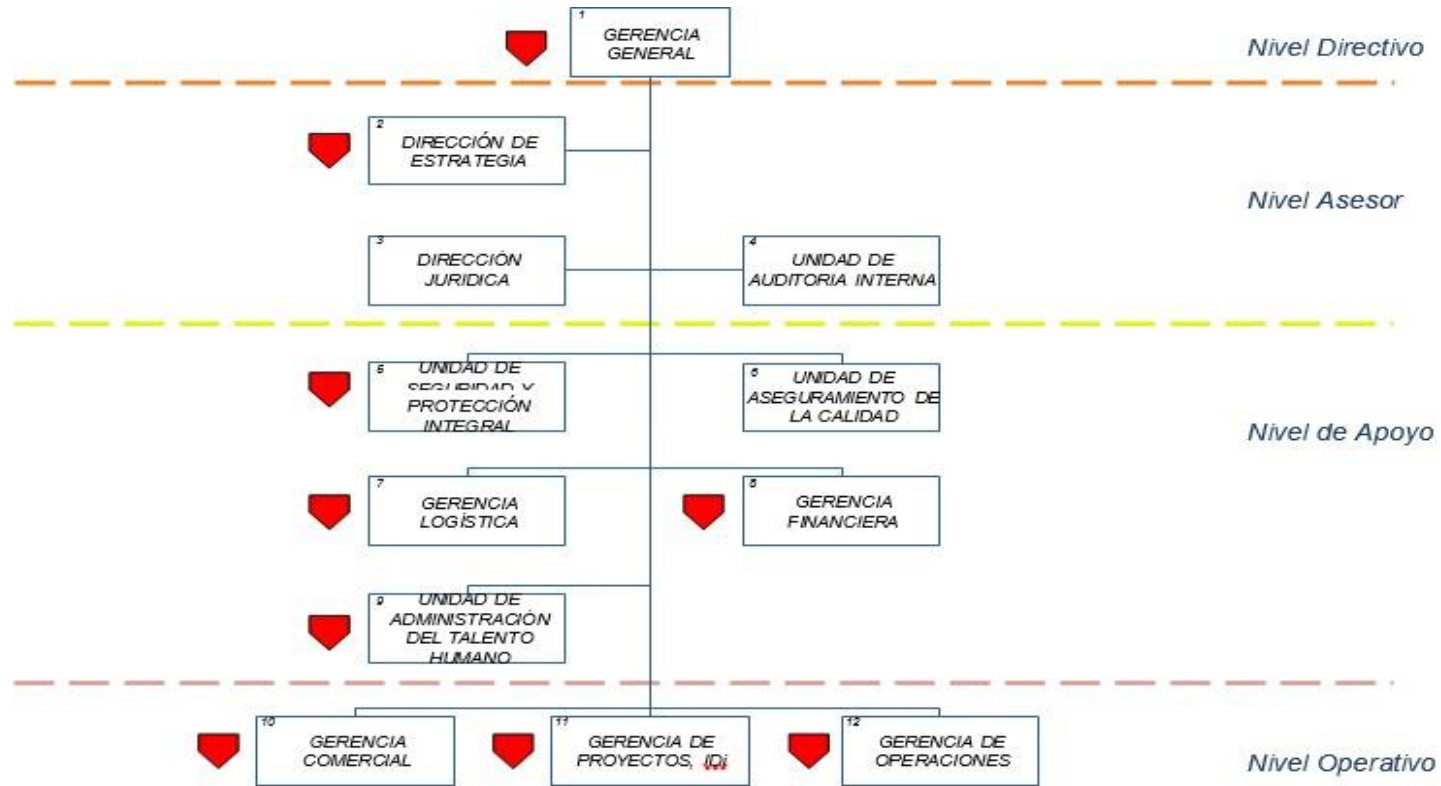 1
GERENCIA
GENERAL
Nivel Directivo
2
DIRECCIÓN DE
ESTRATEGIA
Nivel Asesor
3
DIRECCIÓN
JURIDICA
4
UNIDAD DE
AUDITORIA INTERNA
5
UNIDAD DE
SEGURIDAD Y
PROTECCIÓN
INTEGRAL
6
UNIDAD DE
ASEGURAMIENTO DE
LA CALIDAD
Nivel de Apoyo
7
GERENCIA
LOGÍSTICA
8
GERENCIA
FINANCIERA
9
UNIDAD DE
ADMINISTRACIÓN
DEL TALENTO
HUMANO
10
GERENCIA
COMERCIAL
11
GERENCIA DE
PROYECTOS, IDi
12
GERENCIA DE
OPERACIONES
Nivel Operativo